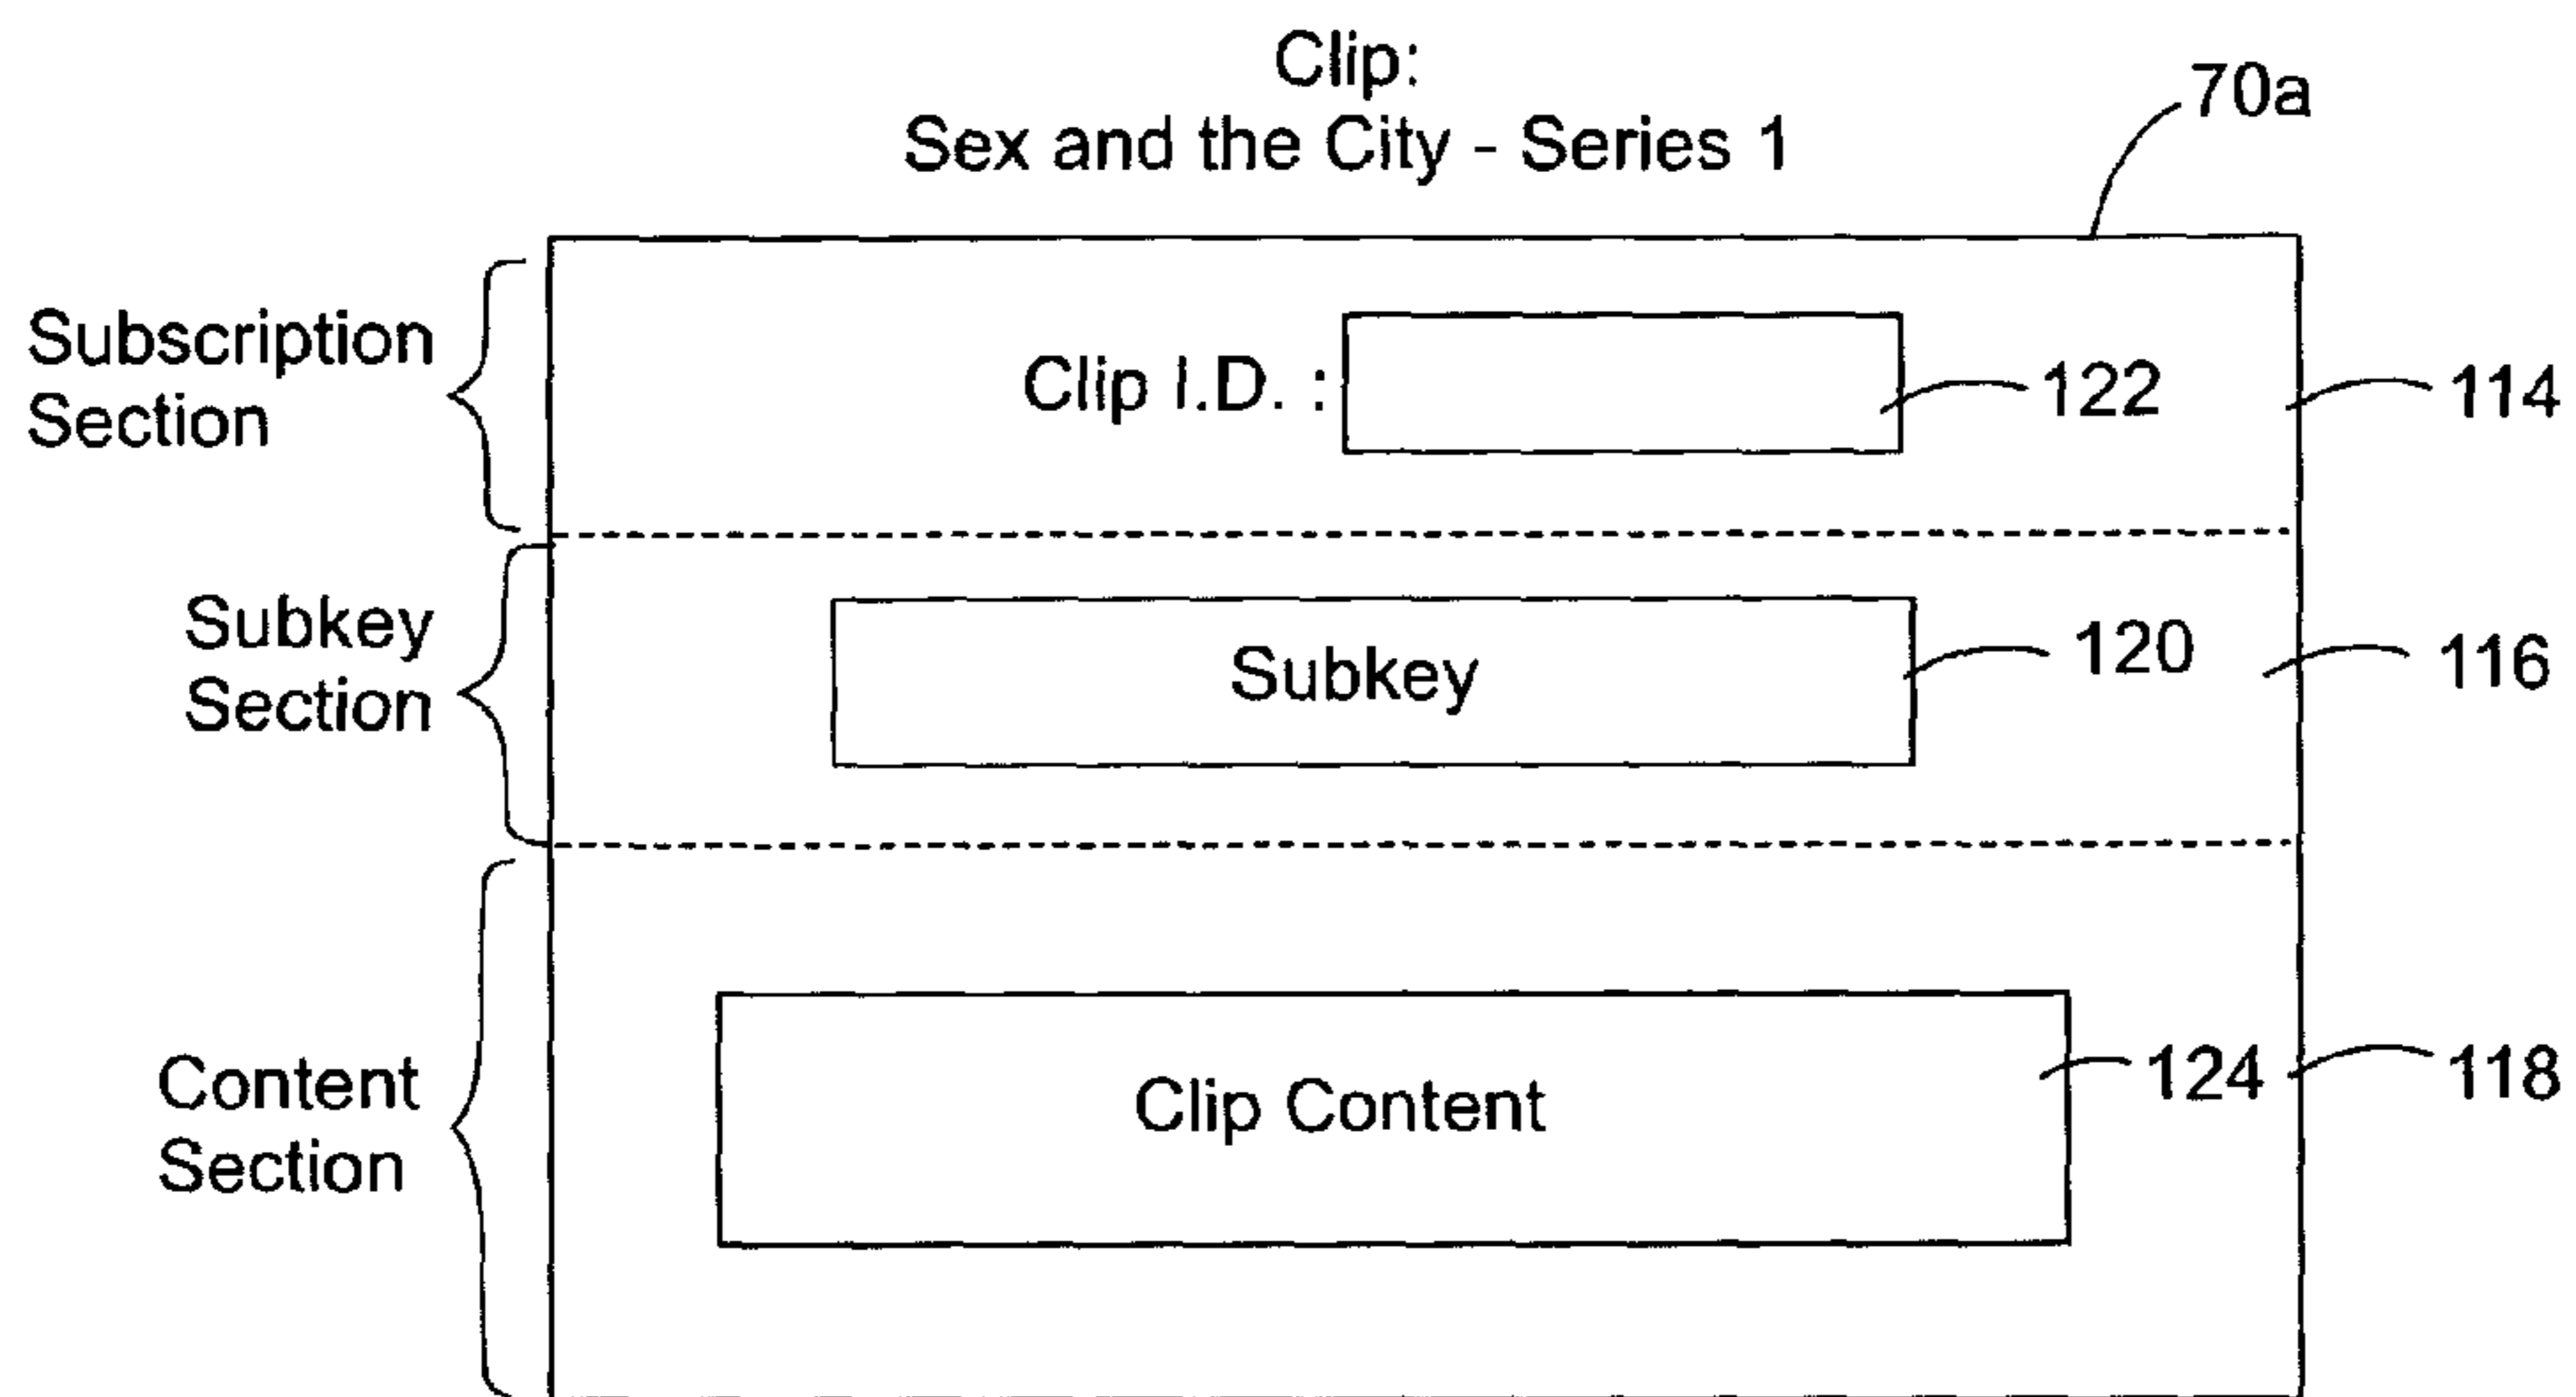 Clip:
Sex and the City - Series 1
70a
Subscription
Section
Clip I.D. :
122
114
Subkey
Section
Subkey
120
116
Content
Section
Clip Content
124
118